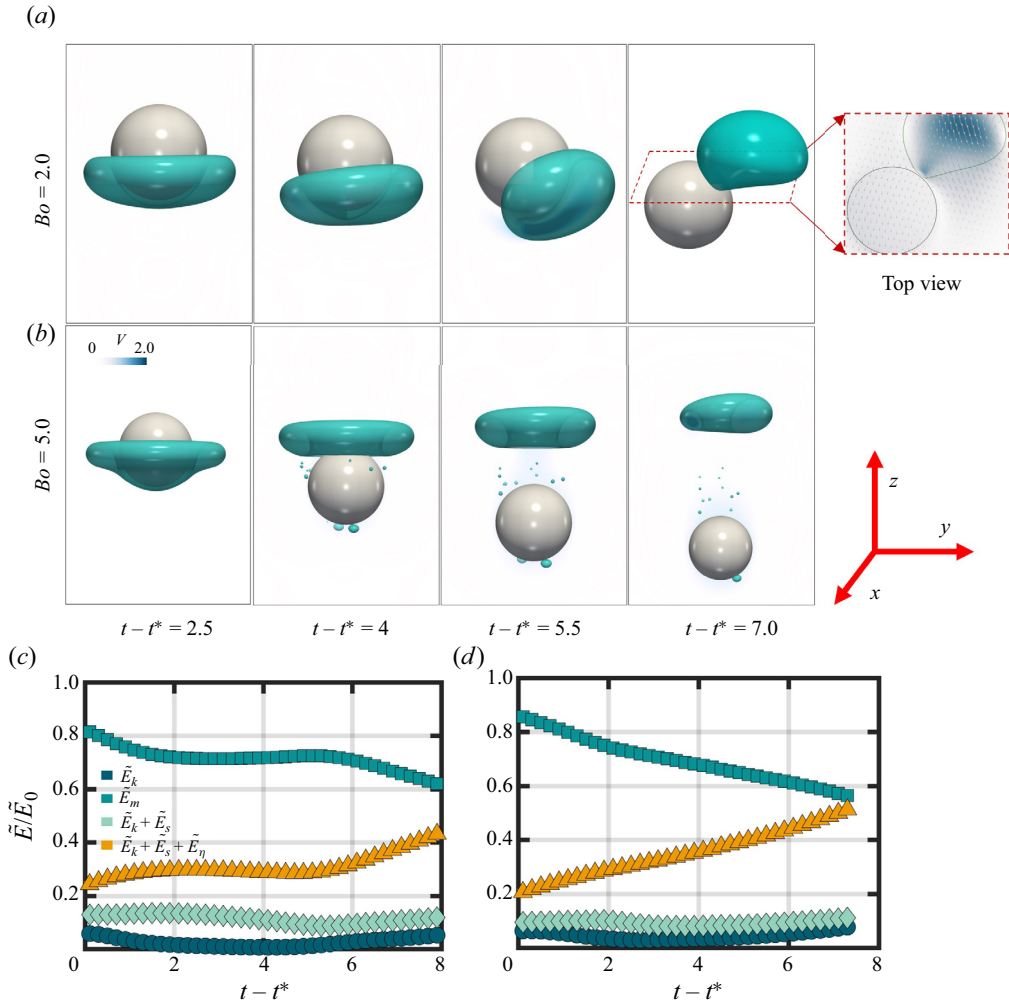 (a)
Bo = 2.0
Top view
(b)
0 V 2.0
Bo = 5.0
z
y
x
t – t* = 2.5 t – t* = 4 t – t* = 5.5 t – t* = 7.0
(c) (d)
1.0 1.0
0.8 0.8
0.6 0.6
0.4 0.4
0.2 0.2
Ẽ/Ẽ₀
Ẽₖ
Ẽₘ
Ẽₖ + Ẽₛ
Ẽₖ + Ẽₛ + Ẽ_η
0 2 4 6 8 0 2 4 6 8
t – t* t – t*